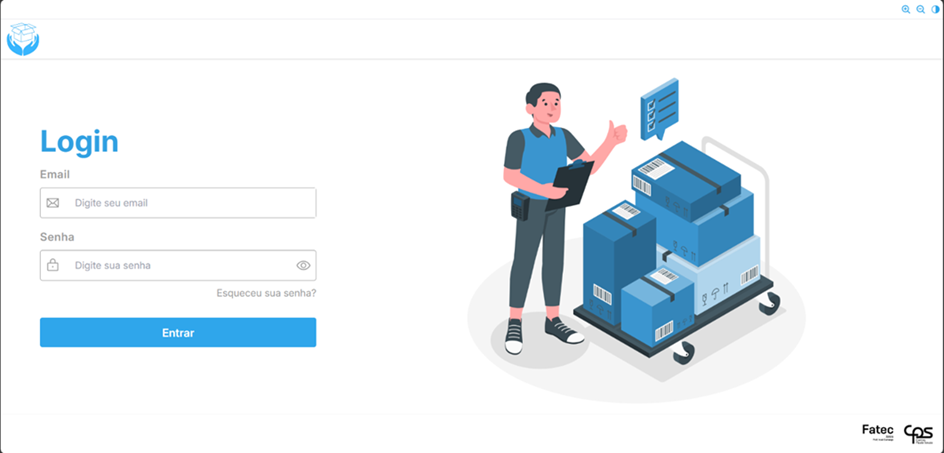 Login
Email
Digite seu email
Senha
Digite sua senha
Esqueceu sua senha?
Entrar
Fatec
cps